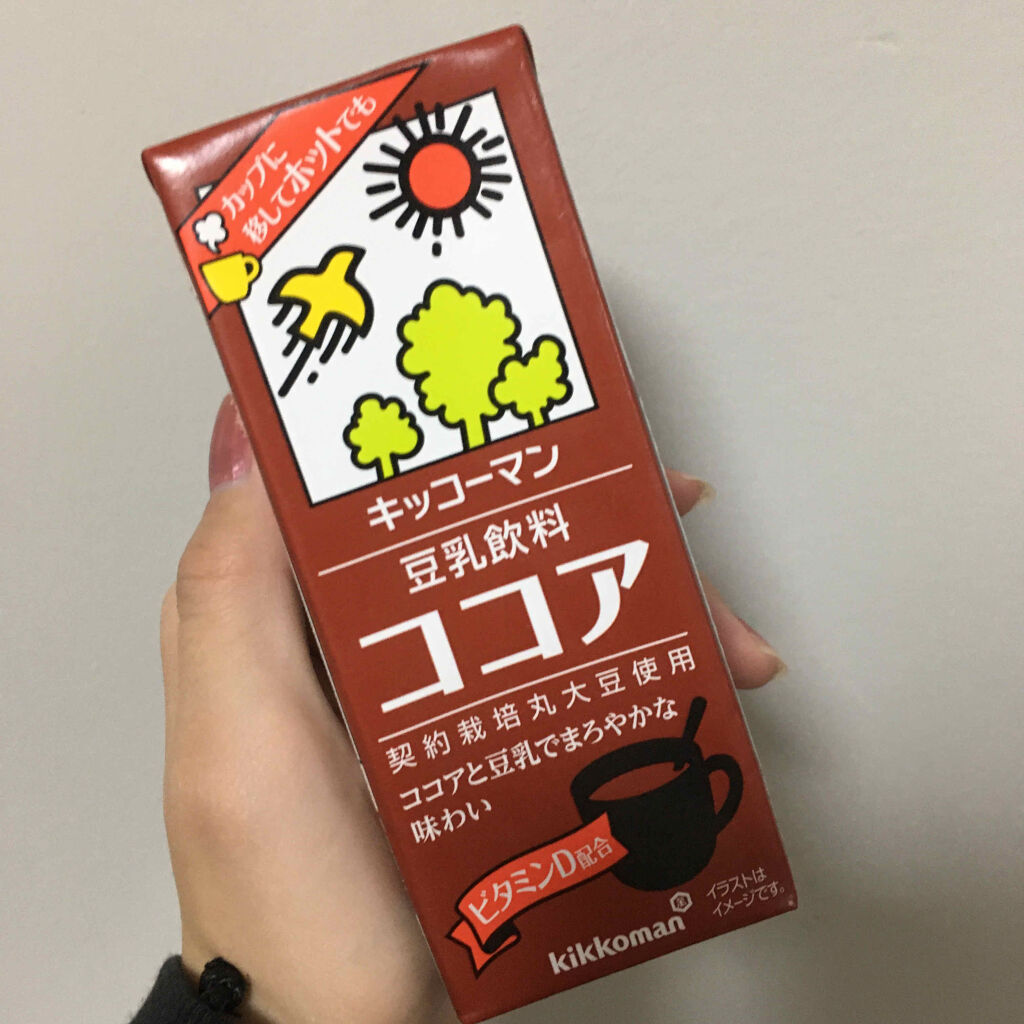 カップに
移してホットでも
キッコーマン
豆乳飲料
ココア
契約栽培丸大豆使用
ココアと豆乳でまろやかな
味わい
ビタミンD配合
イラストは
イメージです。
kikkoman